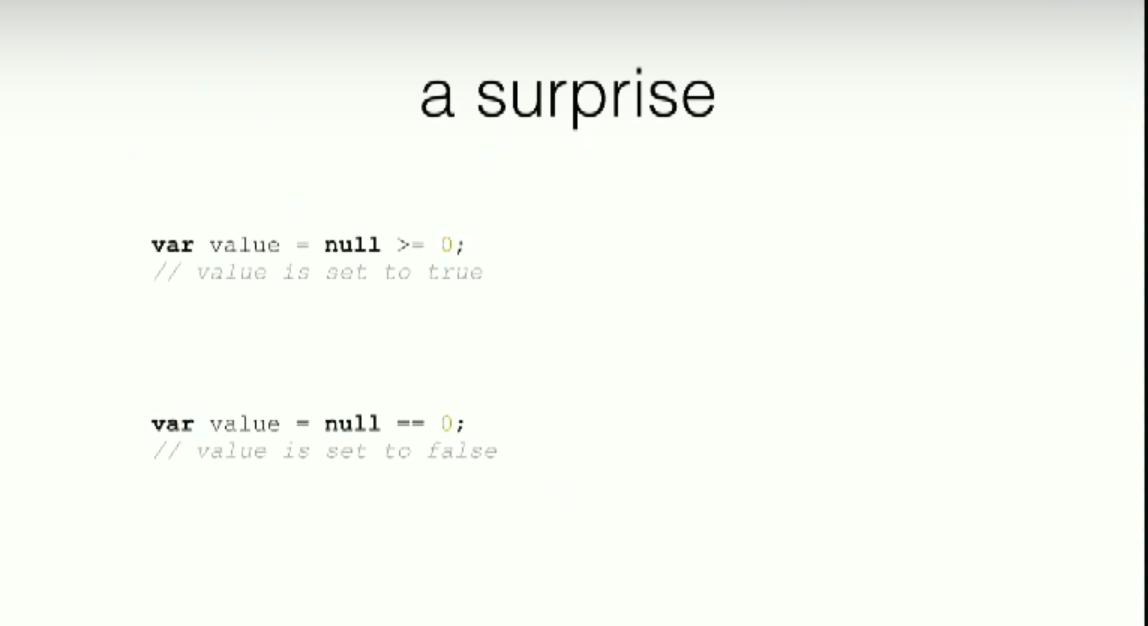 a surprise
var value = null >= 0;
// value is set to true
var value = null == 0;
// value is set to false